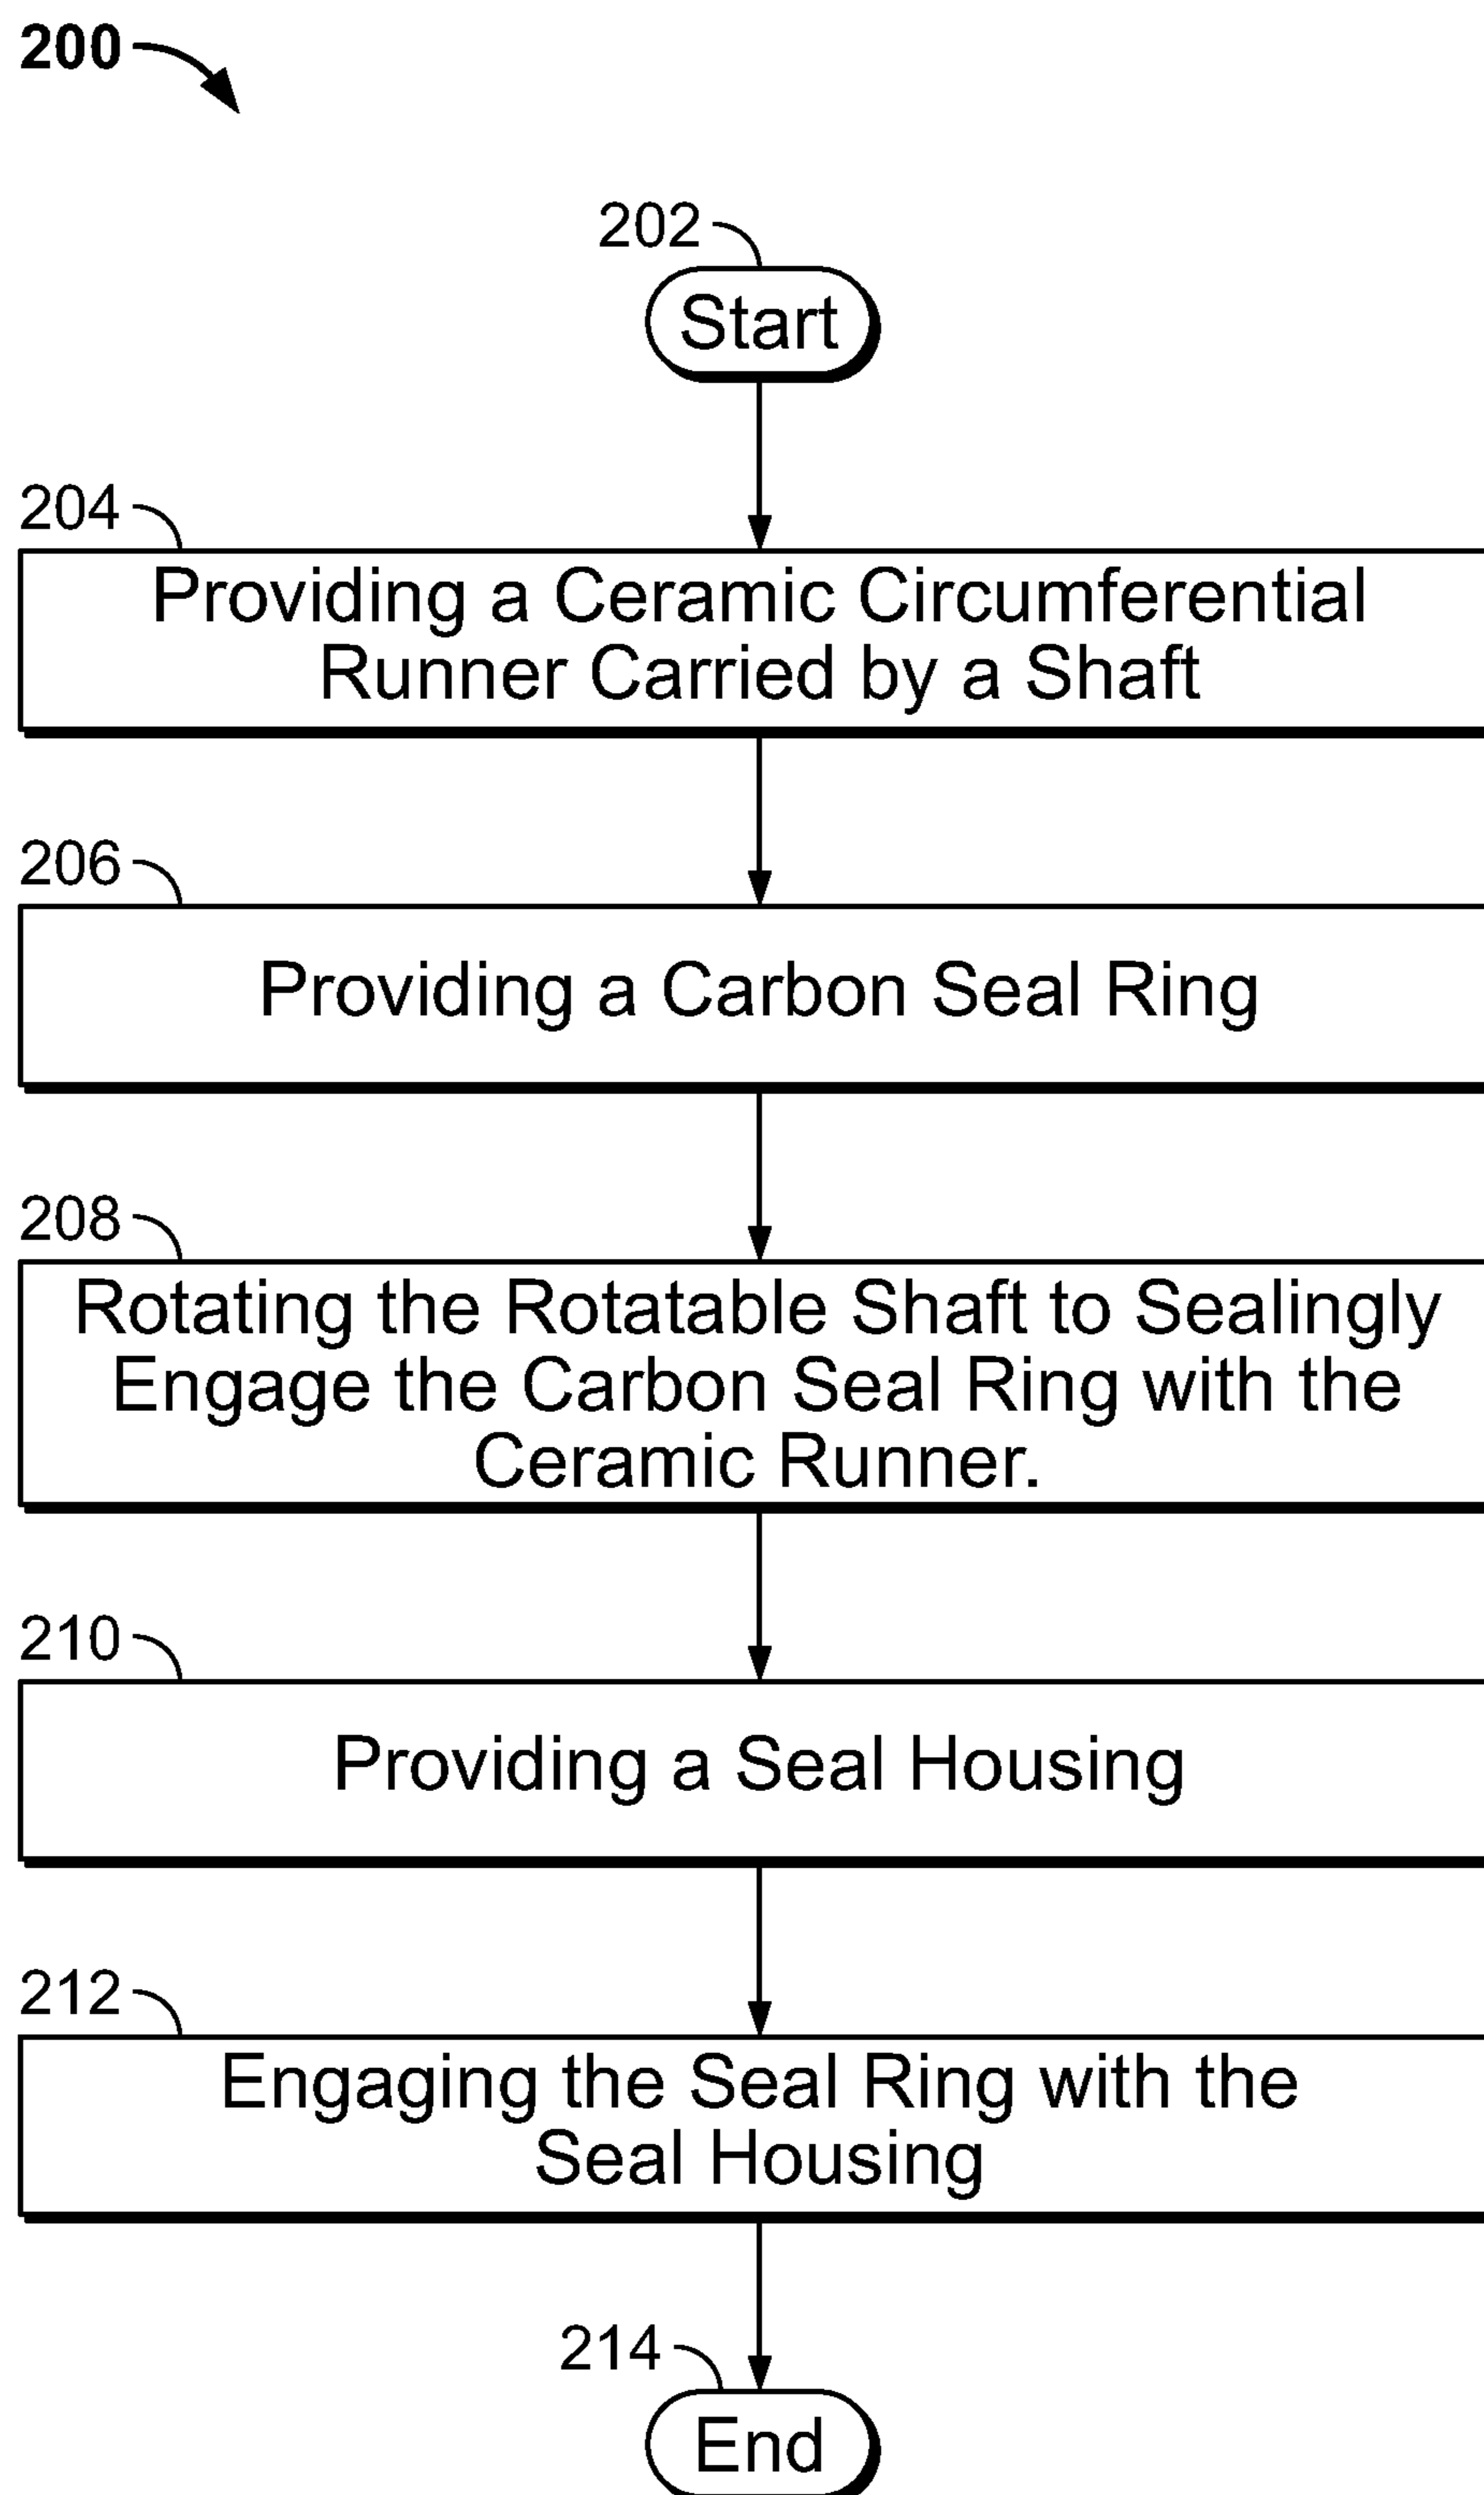 200
202
Start
204
Providing a Ceramic Circumferential
Runner Carried by a Shaft
206
Providing a Carbon Seal Ring
208
Rotating the Rotatable Shaft to Sealingly
Engage the Carbon Seal Ring with the
Ceramic Runner.
210
Providing a Seal Housing
212
Engaging the Seal Ring with the
Seal Housing
214
End